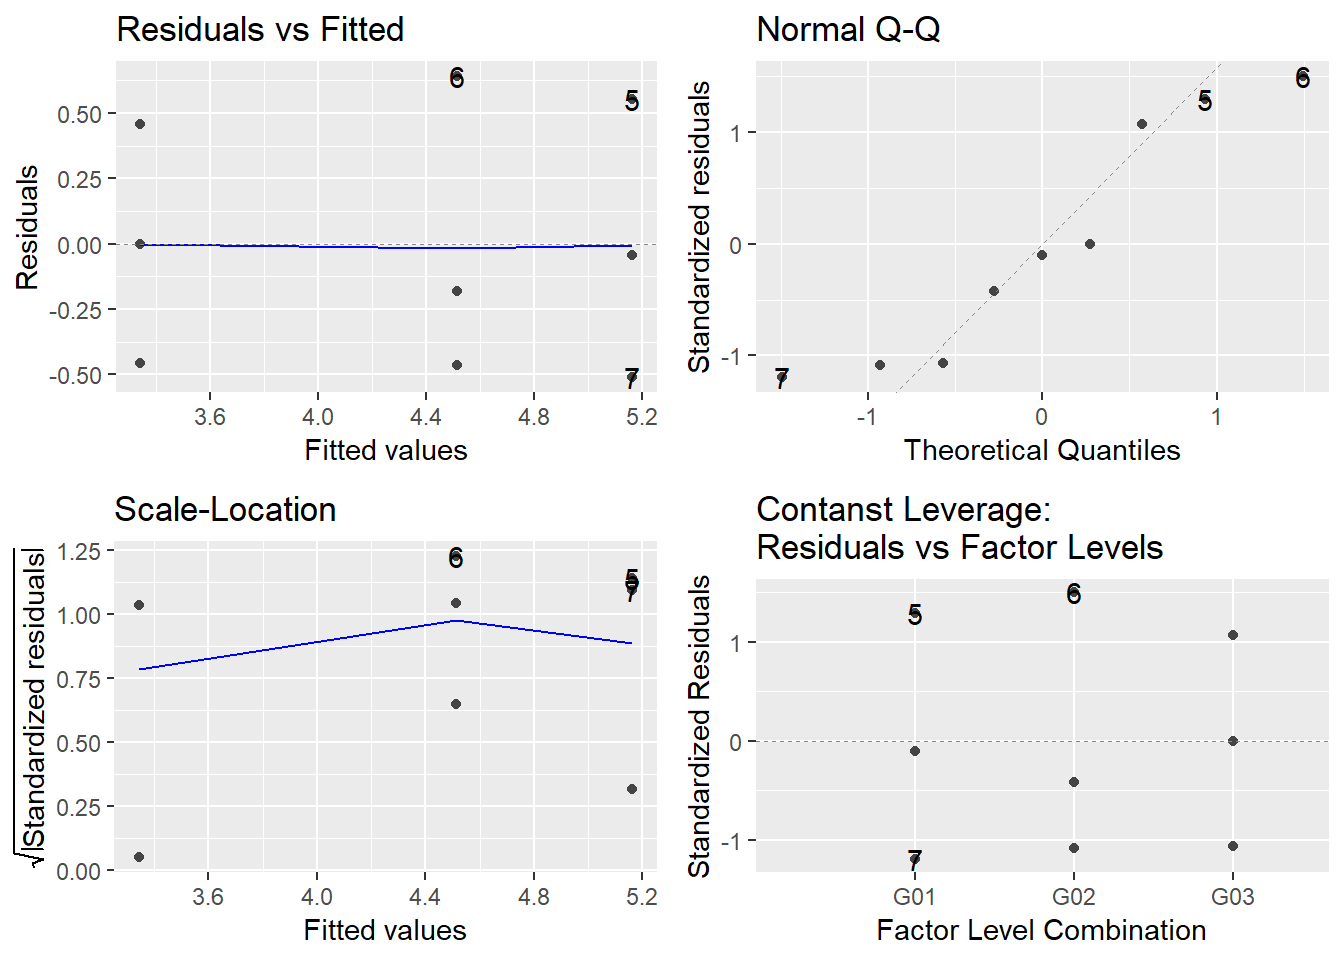 Residuals vs Fitted
Residuals
0.50
0.25
0.00
-0.25
-0.50
6
5
7
3.6 4.0 4.4 4.8 5.2
Fitted values
Normal Q-Q
Standardized residuals
1
0
-1
6
5
7
-1 0 1
Theoretical Quantiles
Scale-Location
√|Standardized residuals|
1.25
1.00
0.75
0.50
0.25
0.00
6
5
7
3.6 4.0 4.4 4.8 5.2
Fitted values
Contanst Leverage:
Residuals vs Factor Levels
Standardized Residuals
1
0
-1
5
6
7
G01 G02 G03
Factor Level Combination